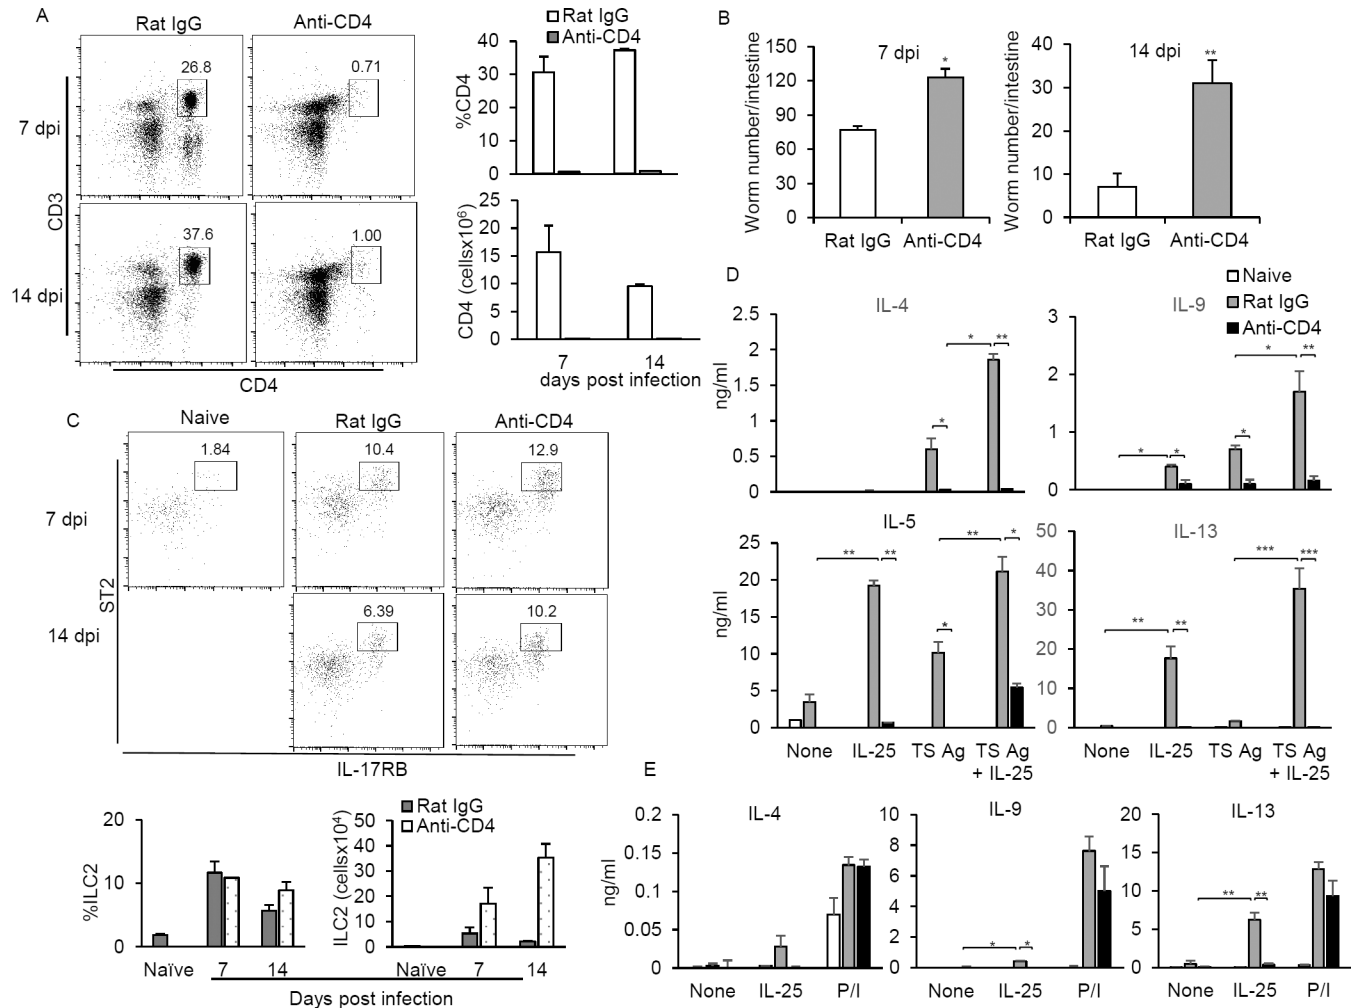 A
Rat IgG
Anti-CD4
26.8
0.71
7 dpi
37.6
1.00
14 dpi
CD3
CD4
Rat IgG
Anti-CD4
40
30
20
10
0
%CD4
25
20
15
10
5
0
CD4 (cellsx10⁶)
7
14
days post infection
B
150
120
90
60
30
0
Worm number/intestine
7 dpi
*
Rat IgG
Anti-CD4
40
30
20
10
0
Worm number/intestine
14 dpi
**
Rat IgG
Anti-CD4
C
Naive
Rat IgG
Anti-CD4
1.84
10.4
12.9
7 dpi
6.39
10.2
14 dpi
ST2
IL-17RB
Rat IgG
Anti-CD4
20
10
0
%ILC2
Naïve
7
14
50
40
30
20
10
0
ILC2 (cellsx10⁴)
Naïve
7
14
Days post infection
D
Naive
Rat IgG
Anti-CD4
IL-4
2.5
2
1.5
1
0.5
0
ng/ml
*
*
**
IL-9
3
2
1
0
*
*
*
*
**
IL-5
25
20
15
10
5
0
ng/ml
**
**
*
**
*
None
IL-25
TS Ag
TS Ag
+ IL-25
IL-13
50
40
30
20
10
0
**
**
***
***
None
IL-25
TS Ag
TS Ag
+ IL-25
E
IL-4
0.2
0.15
0.1
0.05
0
ng/ml
None
IL-25
P/I
IL-9
10
8
6
4
2
0
*
*
None
IL-25
P/I
IL-13
20
15
10
5
0
**
**
None
IL-25
P/I